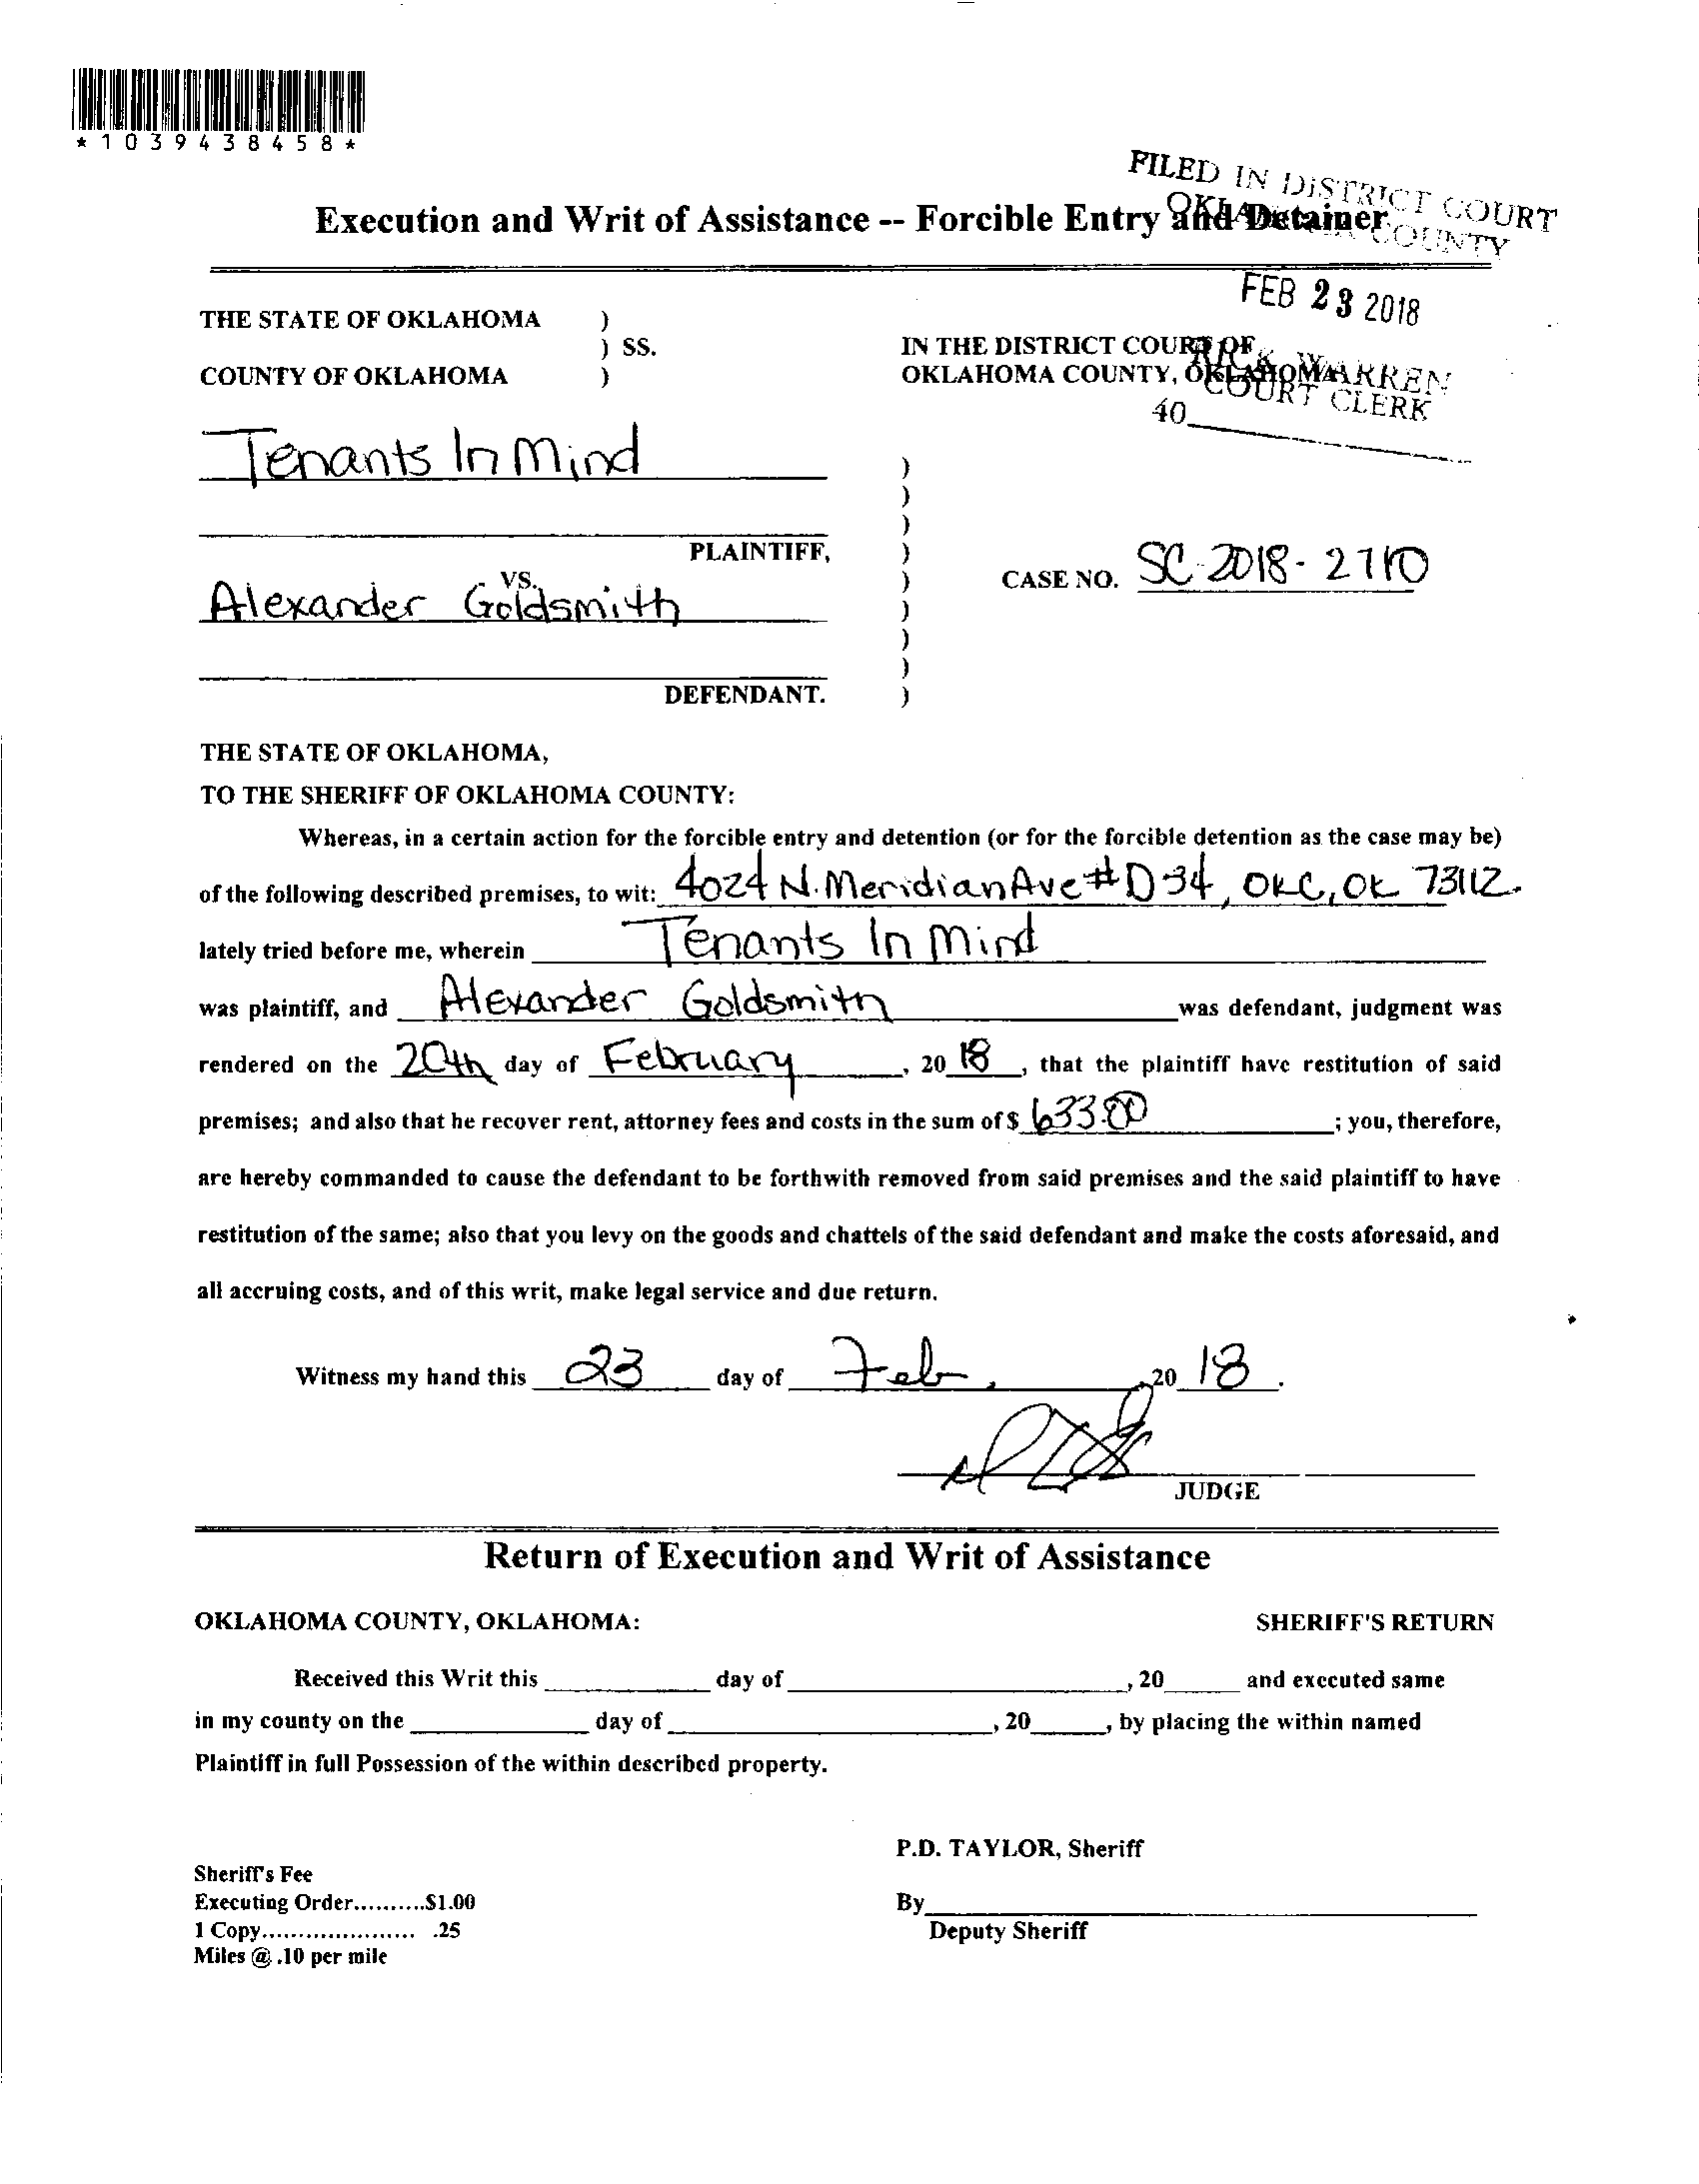 *1039438458*
FILED IN DISTRICT COURT
OKLAHOMA COUNTY
Execution and Writ of Assistance -- Forcible Entry and Detainer
FEB 23 2018
THE STATE OF OKLAHOMA )
) SS.
COUNTY OF OKLAHOMA )
IN THE DISTRICT COURT OF
OKLAHOMA COUNTY, OKLAHOMA
RICK WARREN
COURT CLERK
40
Tenants In Mind )
)
)
PLAINTIFF, )
VS. )
CASE NO. SC-2018-2710
Alexander Goldsmith )
)
)
DEFENDANT. )
THE STATE OF OKLAHOMA,
TO THE SHERIFF OF OKLAHOMA COUNTY:
Whereas, in a certain action for the forcible entry and detention (or for the forcible detention as the case may be)
of the following described premises, to wit: 4024 N. Meridian Ave # D34, OKC, OK 73112.
lately tried before me, wherein Tenants In Mind
was plaintiff, and Alexander Goldsmith was defendant, judgment was
rendered on the 20th day of February, 20 18, that the plaintiff have restitution of said
premises; and also that he recover rent, attorney fees and costs in the sum of $ 633.00; you, therefore,
are hereby commanded to cause the defendant to be forthwith removed from said premises and the said plaintiff to have
restitution of the same; also that you levy on the goods and chattels of the said defendant and make the costs aforesaid, and
all accruing costs, and of this writ, make legal service and due return.
Witness my hand this 23 day of Feb., 20 18.
JUDGE
Return of Execution and Writ of Assistance
OKLAHOMA COUNTY, OKLAHOMA: SHERIFF'S RETURN
Received this Writ this ____ day of ____, 20____ and executed same
in my county on the ____ day of ____, 20____, by placing the within named
Plaintiff in full Possession of the within described property.
P.D. TAYLOR, Sheriff
Sheriff's Fee
Executing Order..........$1.00
By____
1 Copy..................... .25
Deputy Sheriff
Miles @ .10 per mile